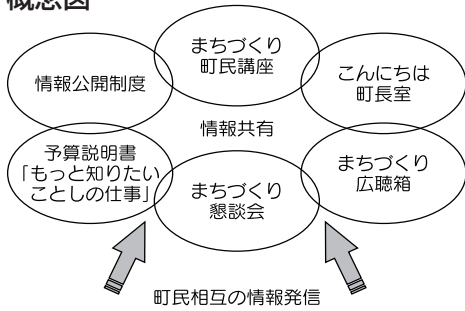 概念図
まちづくり
町民講座
情報公開制度
こんにちは
町長室
情報共有
予算説明書
「もっと知りたい
ことしの仕事」
まちづくり
懇談会
まちづくり
広聴箱
町民相互の情報発信